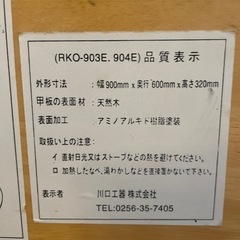 (RKO-903E. 904E) 品質表示
外形寸法 : 幅900mm×奥行600mm×高さ320mm
甲板の表面材 : 天然木
表面加工 : アミノアルキド樹脂塗装
取扱い上の注意
イ 直射日光又はストーブなどの熱を避けてください。
ロ 加熱したなべ、湯わかしなどを直接置かないで下さい。
表示者 川口工器 株式会社
TEL:0256-35-7405